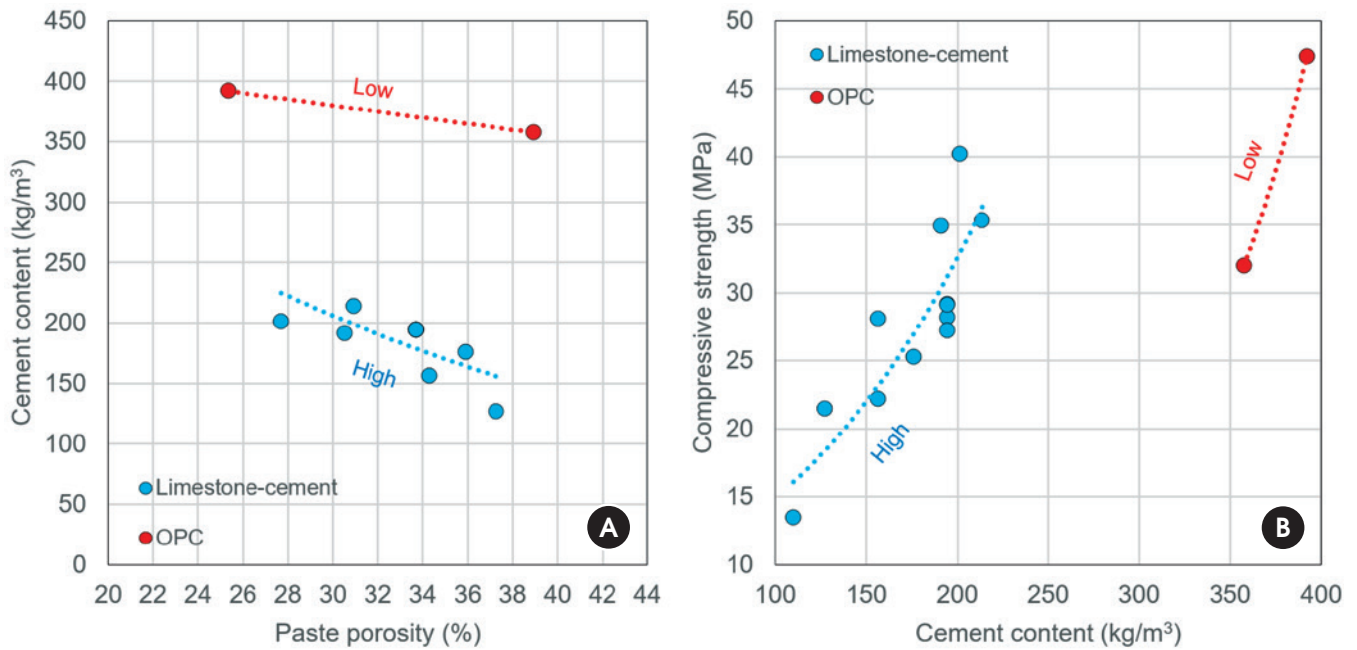 Cement content (kg/m³)
450
400
350
300
250
200
150
100
50
0
Low
High
Limestone-cement
OPC
A
20 22 24 26 28 30 32 34 36 38 40 42 44
Paste porosity (%)
Compressive strength (MPa)
50
45
40
35
30
25
20
15
10
Limestone-cement
OPC
Low
High
B
100 150 200 250 300 350 400
Cement content (kg/m³)